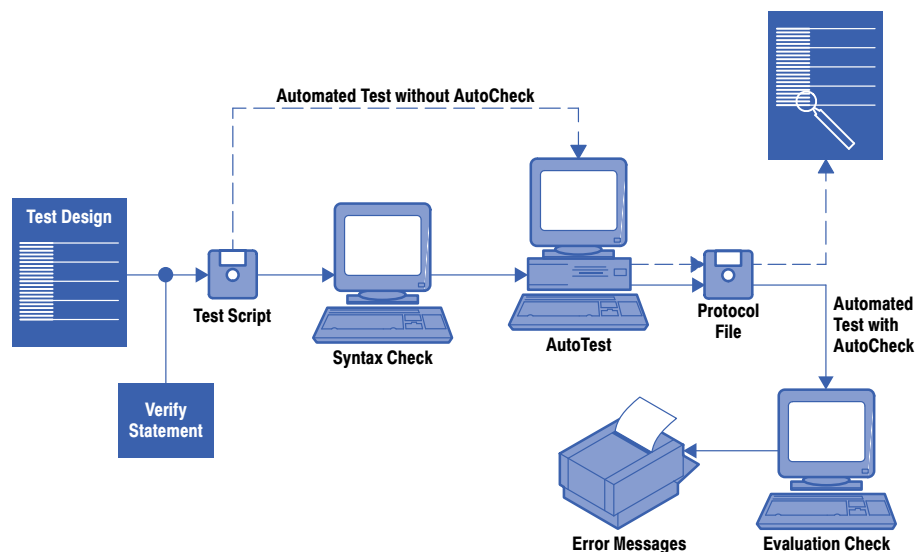 Automated Test without AutoCheck
Test Design
Test Script
Syntax Check
AutoTest
Protocol
File
Automated
Test with
AutoCheck
Verify
Statement
Error Messages
Evaluation Check